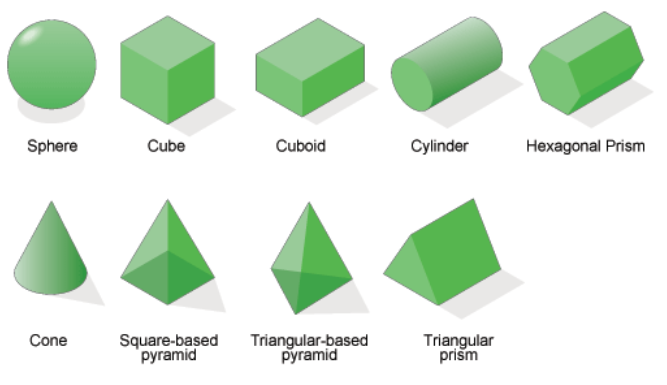 Sphere
Cube
Cuboid
Cylinder
Hexagonal Prism
Cone
Square-based
pyramid
Triangular-based
pyramid
Triangular
prism